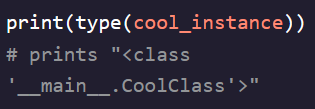 print(type(cool_instance))
# prints "<class
'__main__.CoolClass'>"